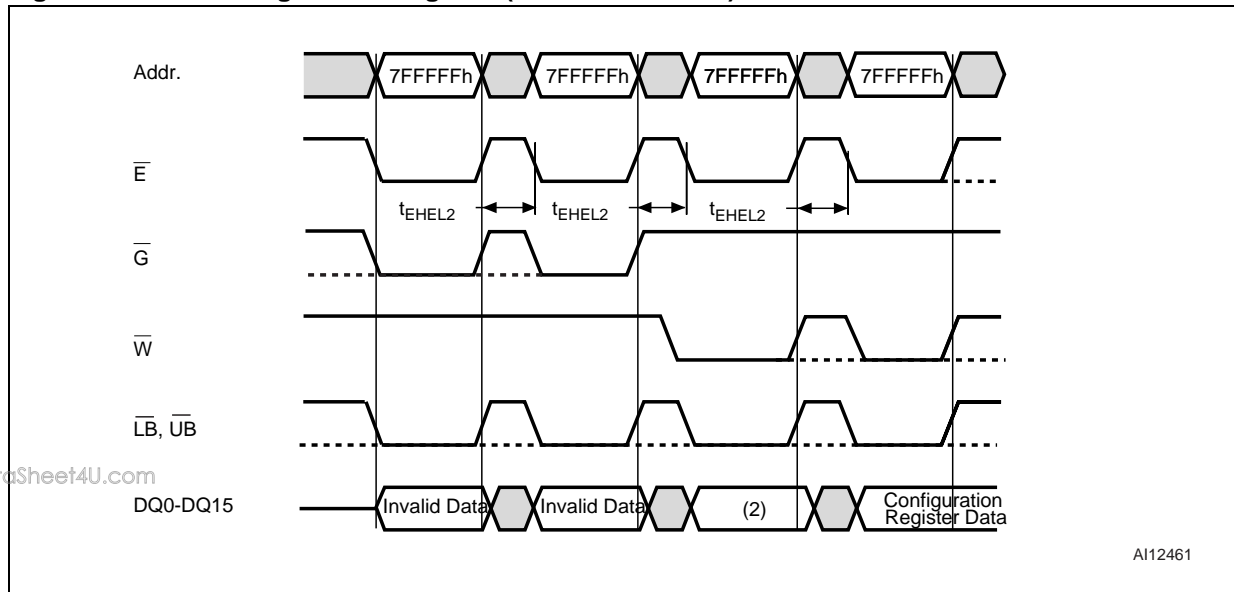 Addr.
7FFFFFh 7FFFFFh 7FFFFFh 7FFFFFh
E
tEHEL2 tEHEL2 tEHEL2
G
W
LB, UB
aSheet4U.com
DQ0-DQ15
Invalid Data Invalid Data (2) Configuration
Register Data
AI12461